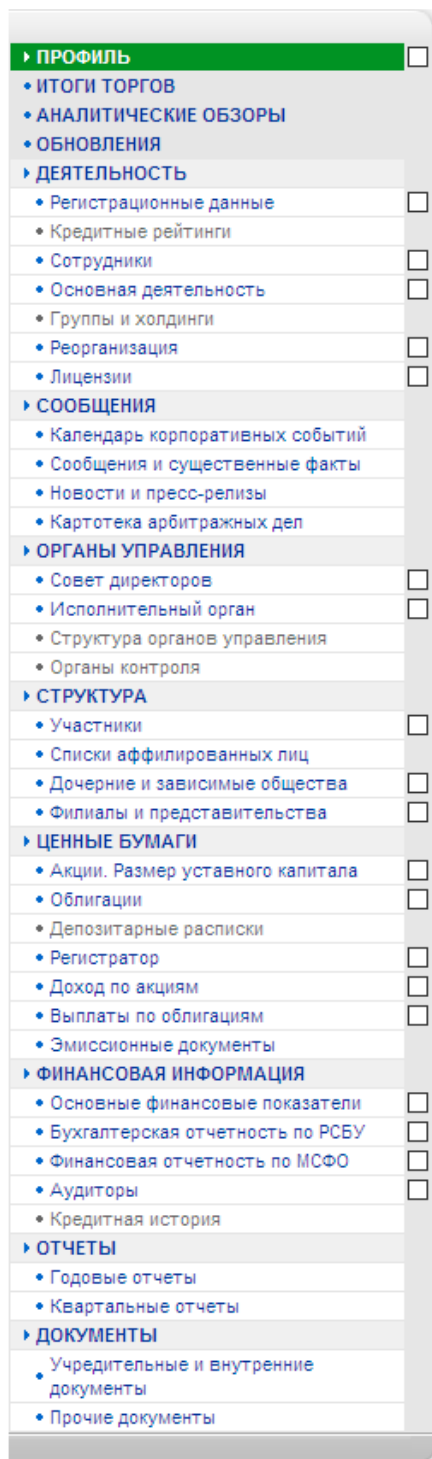 ПРОФИЛЬ
ИТОГИ ТОРГОВ
АНАЛИТИЧЕСКИЕ ОБЗОРЫ
ОБНОВЛЕНИЯ
ДЕЯТЕЛЬНОСТЬ
Регистрационные данные
Кредитные рейтинги
Сотрудники
Основная деятельность
Группы и холдинги
Реорганизация
Лицензии
СООБЩЕНИЯ
Календарь корпоративных событий
Сообщения и существенные факты
Новости и пресс-релизы
Картотека арбитражных дел
ОРГАНЫ УПРАВЛЕНИЯ
Совет директоров
Исполнительный орган
Структура органов управления
Органы контроля
СТРУКТУРА
Участники
Списки аффилированных лиц
Дочерние и зависимые общества
Филиалы и представительства
ЦЕННЫЕ БУМАГИ
Акции. Размер уставного капитала
Облигации
Депозитарные расписки
Регистратор
Доход по акциям
Выплаты по облигациям
Эмиссионные документы
ФИНАНСОВАЯ ИНФОРМАЦИЯ
Основные финансовые показатели
Бухгалтерская отчетность по РСБУ
Финансовая отчетность по МСФО
Аудиторы
Кредитная история
ОТЧЕТЫ
Годовые отчеты
Квартальные отчеты
ДОКУМЕНТЫ
Учредительные и внутренние
документы
Прочие документы